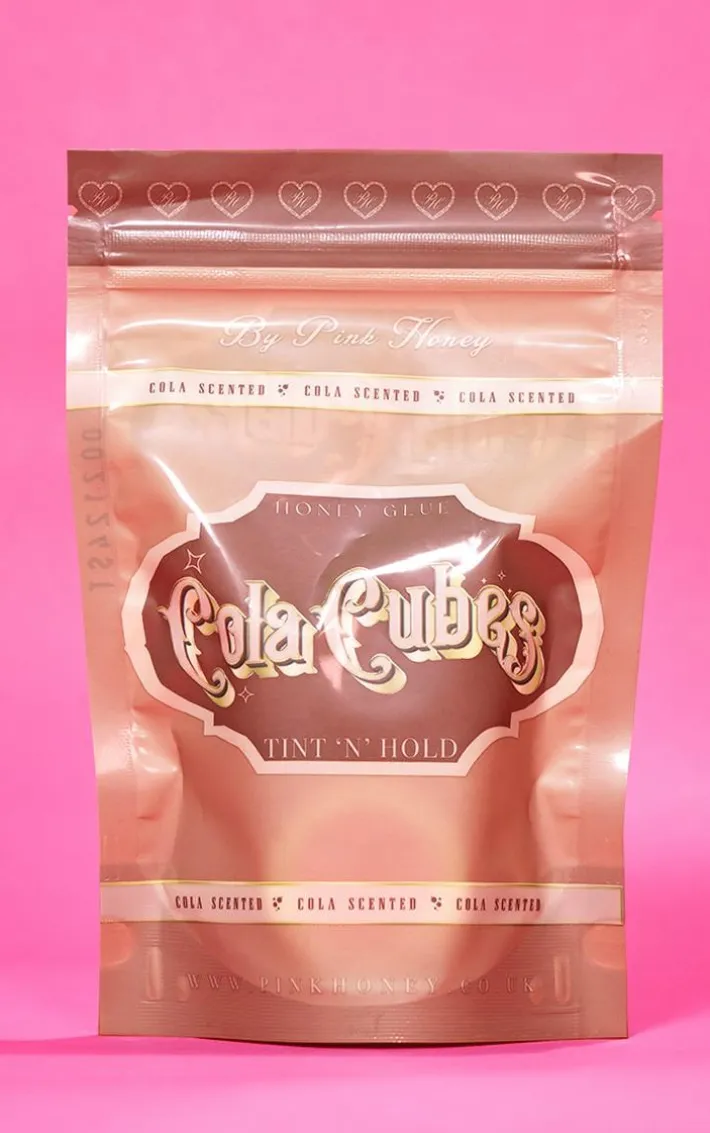 By Pink Honey
COLA SCENTED COLA SCENTED COLA SCENTED
HONEY GLUE
Cola Cubes
TINT ‘N’ HOLD
COLA SCENTED COLA SCENTED COLA SCENTED
WWW.PINKHONEY.CO.UK